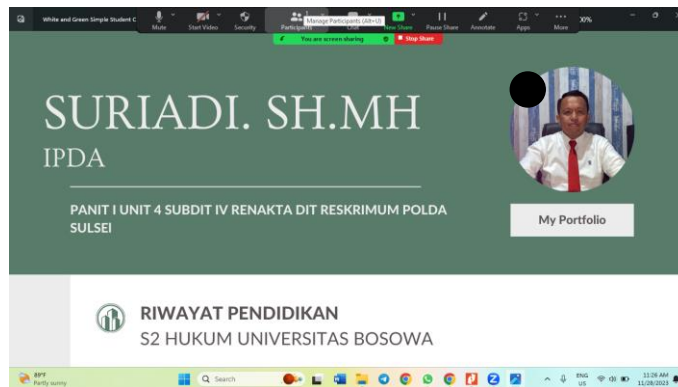 White and Green Simple Student C
Mute
Start Video
Security
Participants
Manage Participants (Alt+U)
Chat
New Share
Pause Share
Annotate
Apps
More
You are screen sharing
Stop Share
SURIADI. SH.MH
IPDA
PANIT I UNIT 4 SUBDIT IV RENAKTA DIT RESKRIMUM POLDA
SULSEI
My Portfolio
RIWAYAT PENDIDIKAN
S2 HUKUM UNIVERSITAS BOSOWA
89°F
Partly sunny
Search
ENG
US
11:26 AM
11/28/2023